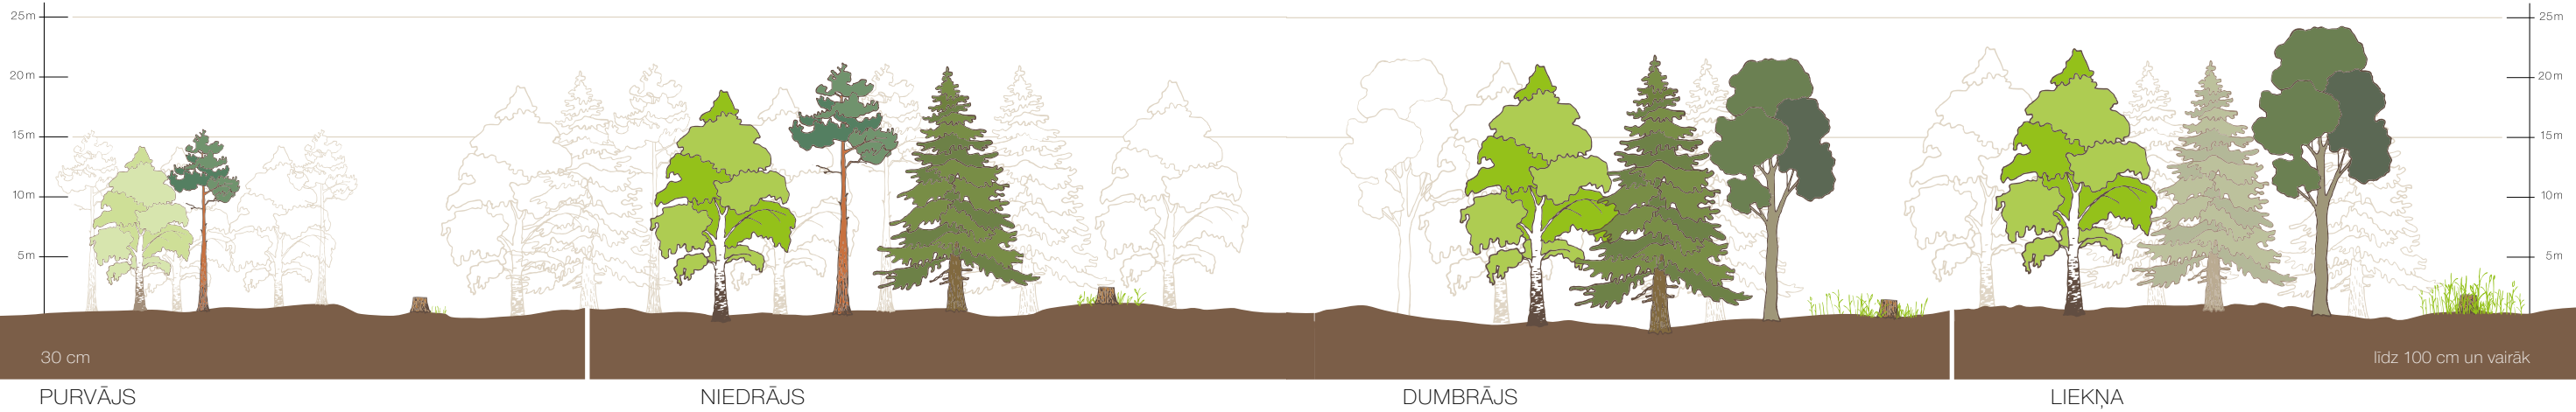 25m
20m
15m
10m
5m
25m
20m
15m
10m
5m
30 cm
līdz 100 cm un vairāk
PURVĀJS
NIEDRĀJS
DUMBRĀJS
LIEKŅA